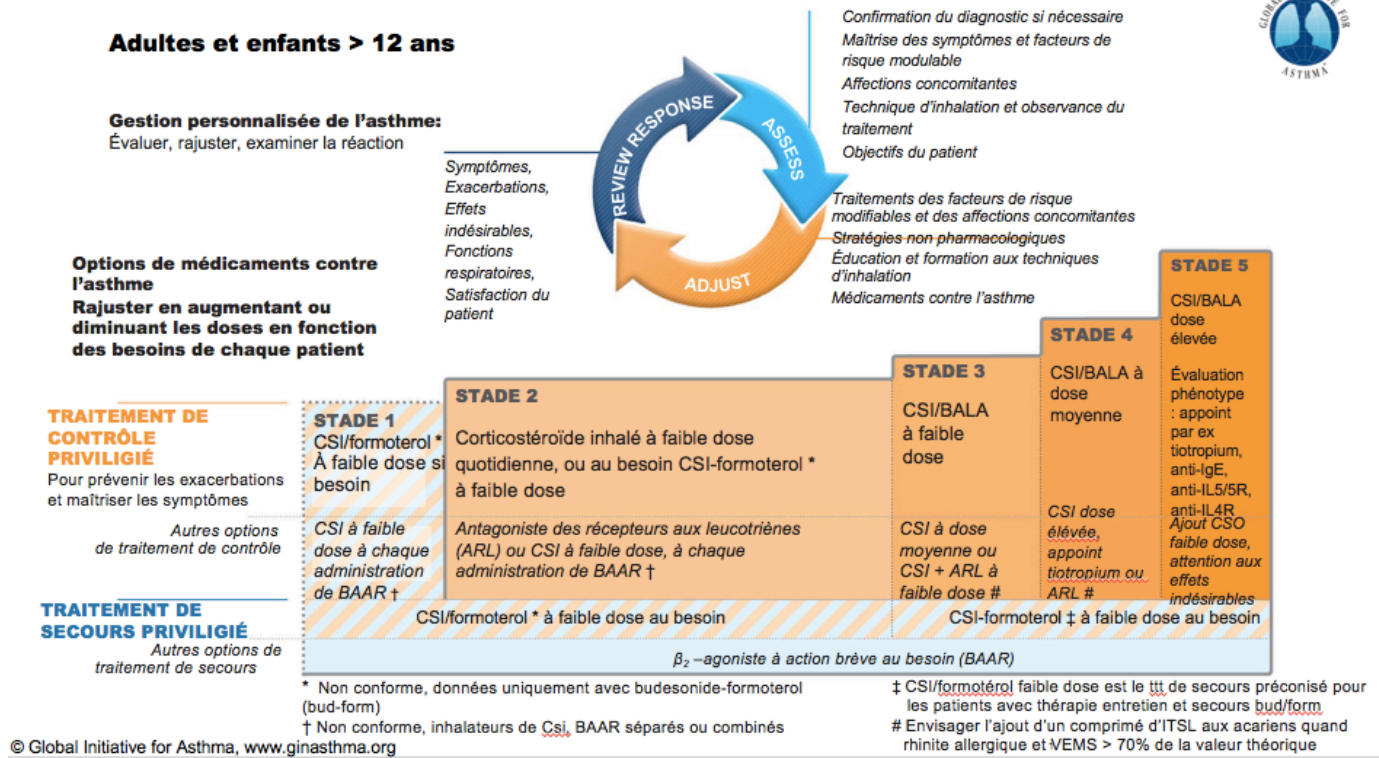 Adultes et enfants > 12 ans
Gestion personnalisée de l’asthme:
Évaluer, rajuster, examiner la réaction
Symptômes,
Exacerbations,
Effets
indésirables,
Fonctions
respiratoires,
Satisfaction du
patient
REVIEW RESPONSE
ASSESS
ADJUST
Confirmation du diagnostic si nécessaire
Maîtrise des symptômes et facteurs de
risque modulable
Affections concomitantes
Technique d’inhalation et observance du
traitement
Objectifs du patient
ASTHMA
Traitements des facteurs de risque
modifiables et des affections concomitantes
Stratégies non pharmacologiques
Éducation et formation aux techniques
d’inhalation
Médicaments contre l’asthme
Options de médicaments contre
l’asthme
Rajuster en augmentant ou
diminuant les doses en fonction
des besoins de chaque patient
TRAITEMENT DE
CONTRÔLE
PRIVILIGIÉ
Pour prévenir les exacerbations
et maîtriser les symptômes
Autres options
de traitement de contrôle
STADE 1
CSI/formoterol *
À faible dose si
besoin
CSI à faible
dose à chaque
administration
de BAAR †
STADE 2
Corticostéroïde inhalé à faible dose
quotidienne, ou au besoin CSI-formoterol *
à faible dose
Antagoniste des récepteurs aux leucotriènes
(ARL) ou CSI à faible dose, à chaque
administration de BAAR †
STADE 3
CSI/BALA
à faible
dose
CSI à dose
moyenne ou
CSI + ARL à
faible dose #
STADE 4
CSI/BALA à
dose
moyenne
CSI dose
élévée,
appoint
tiotropium ou
ARL #
STADE 5
CSI/BALA
dose
élevée
Évaluation
phénotype
: appoint
par ex
tiotropium,
anti-IgE,
anti-IL5/5R,
anti-IL4R
Ajout CSO
faible dose,
attention aux
effets
indésirables
TRAITEMENT DE
SECOURS PRIVILIGIÉ
Autres options de
traitement de secours
CSI/formoterol * à faible dose au besoin
CSI-formoterol ‡ à faible dose au besoin
β2 –agoniste à action brève au besoin (BAAR)
* Non conforme, données uniquement avec budesonide-formoterol
(bud-form)
† Non conforme, inhalateurs de Csi, BAAR séparés ou combinés
‡ CSI/formotérol faible dose est le ttt de secours préconisé pour
les patients avec thérapie entretien et secours bud/form
# Envisager l’ajout d’un comprimé d’ITSL aux acariens quand
rhinite allergique et VEMS > 70% de la valeur théorique
© Global Initiative for Asthma, www.ginasthma.org